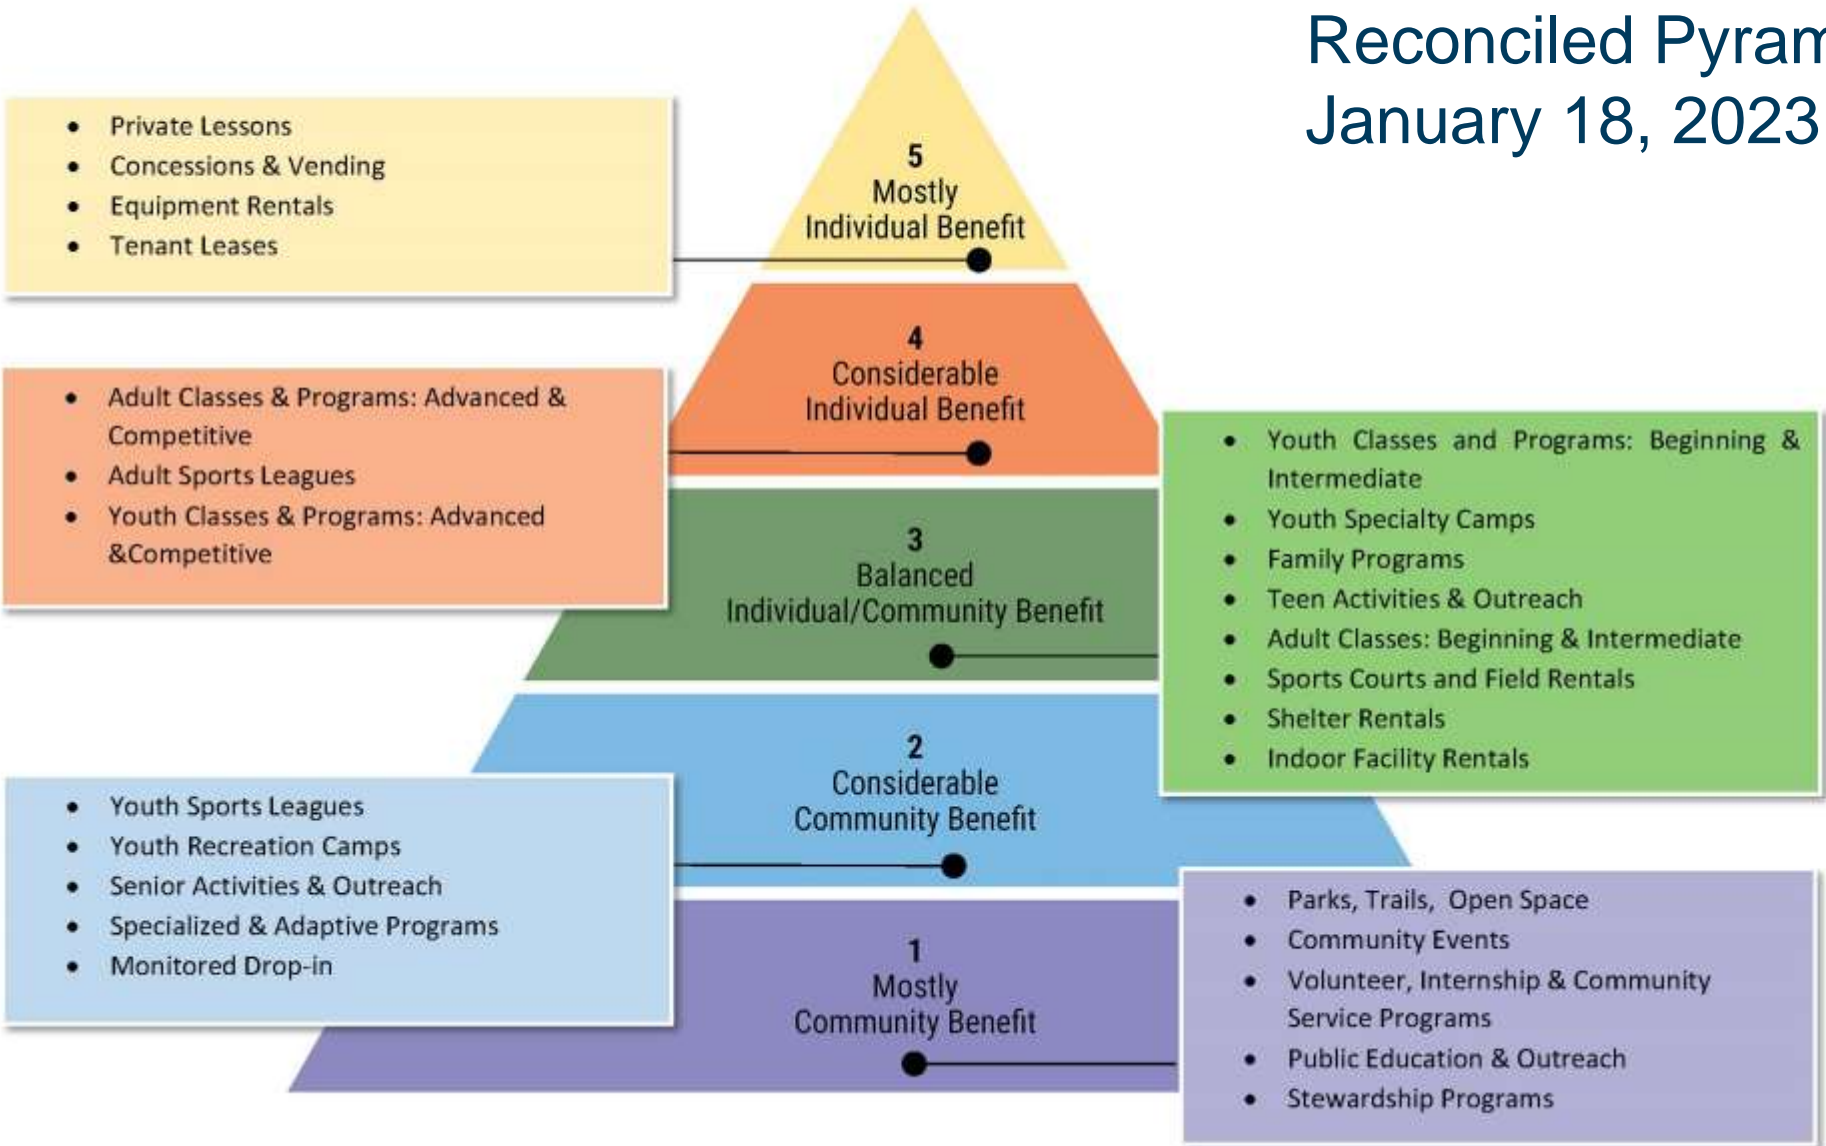 Reconciled
January 18, 2023
• Private Lessons
• Concessions & Vending
• Equipment Rentals
• Tenant Leases
5
Mostly
Individual Benefit
4
Considerable
Individual Benefit
• Adult Classes & Programs: Advanced &
Competitive
• Adult Sports Leagues
• Youth Classes & Programs: Advanced
&Competitive
3
Balanced
Individual/Community Benefit
• Youth Classes and Programs: Beginning &
Intermediate
• Youth Specialty Camps
• Family Programs
• Teen Activities & Outreach
• Adult Classes: Beginning & Intermediate
• Sports Courts and Field Rentals
• Shelter Rentals
• Indoor Facility Rentals
2
Considerable
Community Benefit
• Youth Sports Leagues
• Youth Recreation Camps
• Senior Activities & Outreach
• Specialized & Adaptive Programs
• Monitored Drop-in
1
Mostly
Community Benefit
• Parks, Trails, Open Space
• Community Events
• Volunteer, Internship & Community
Service Programs
• Public Education & Outreach
• Stewardship Programs